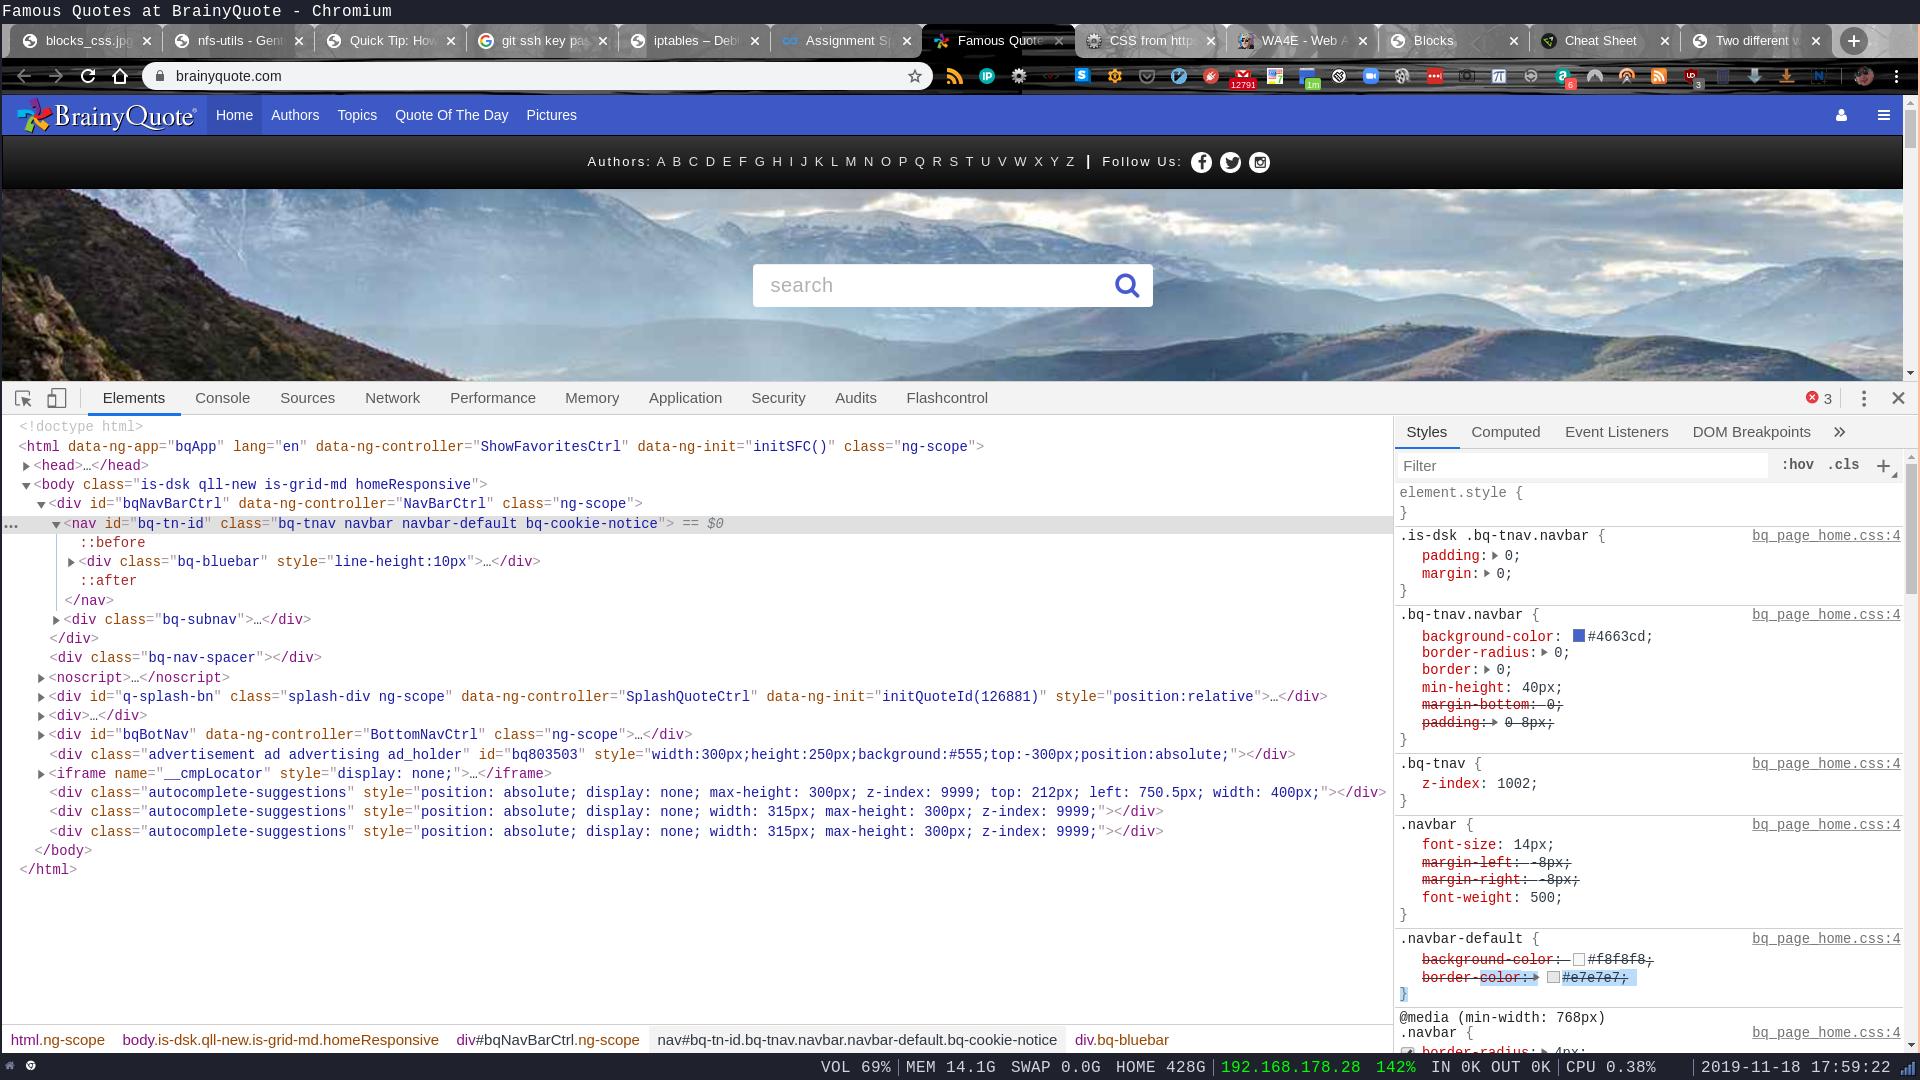 Famous Quotes at BrainyQuote - Chromium
blocks_css.jpg
nfs-utils - Gent
Quick Tip: How
git ssh key pas
iptables – Debi
Assignment Sp
Famous Quote
CSS from https
WA4E - Web A
Blocks
Cheat Sheet
Two different w
brainyquote.com
12791
1m
6
3
BrainyQuote
Home Authors Topics Quote Of The Day Pictures
Authors: A B C D E F G H I J K L M N O P Q R S T U V W X Y Z | Follow Us:
search
Elements Console Sources Network Performance Memory Application Security Audits Flashcontrol 3
<!doctype html>
<html data-ng-app="bqApp" lang="en" data-ng-controller="ShowFavoritesCtrl" data-ng-init="initSFC()" class="ng-scope">
<head>…</head>
<body class="is-dsk qll-new is-grid-md homeResponsive">
<div id="bqNavBarCtrl" data-ng-controller="NavBarCtrl" class="ng-scope">
<nav id="bq-tn-id" class="bq-tnav navbar navbar-default bq-cookie-notice"> == $0
::before
<div class="bq-bluebar" style="line-height:10px">…</div>
::after
</nav>
<div class="bq-subnav">…</div>
</div>
<div class="bq-nav-spacer"></div>
<noscript>…</noscript>
<div id="q-splash-bn" class="splash-div ng-scope" data-ng-controller="SplashQuoteCtrl" data-ng-init="initQuoteId(126881)" style="position:relative">…</div>
<div>…</div>
<div id="bqBotNav" data-ng-controller="BottomNavCtrl" class="ng-scope">…</div>
<div class="advertisement ad advertising ad_holder" id="bq803503" style="width:300px;height:250px;background:#555;top:-300px;position:absolute;"></div>
<iframe name="__cmpLocator" style="display: none;">…</iframe>
<div class="autocomplete-suggestions" style="position: absolute; display: none; max-height: 300px; z-index: 9999; top: 212px; left: 750.5px; width: 400px;"></div>
<div class="autocomplete-suggestions" style="position: absolute; display: none; width: 315px; max-height: 300px; z-index: 9999;"></div>
<div class="autocomplete-suggestions" style="position: absolute; display: none; width: 315px; max-height: 300px; z-index: 9999;"></div>
</body>
</html>
html.ng-scope body.is-dsk.qll-new.is-grid-md.homeResponsive div#bqNavBarCtrl.ng-scope nav#bq-tn-id.bq-tnav.navbar.navbar-default.bq-cookie-notice div.bq-bluebar
Styles Computed Event Listeners DOM Breakpoints »
Filter :hov .cls +
element.style {
}
.is-dsk .bq-tnav.navbar { bq_page_home.css:4
padding: 0;
margin: 0;
}
.bq-tnav.navbar { bq_page_home.css:4
background-color: #4663cd;
border-radius: 0;
border: 0;
min-height: 40px;
margin-bottom: 0;
padding: 0 8px;
}
.bq-tnav { bq_page_home.css:4
z-index: 1002;
}
.navbar { bq_page_home.css:4
font-size: 14px;
margin-left: -8px;
margin-right: -8px;
font-weight: 500;
}
.navbar-default { bq_page_home.css:4
background-color: #f8f8f8;
border-color: #e7e7e7;
}
@media (min-width: 768px)
.navbar { bq_page_home.css:4
border-radius: 4px;
VOL 69% MEM 14.1G SWAP 0.0G HOME 428G 192.168.178.28 142% IN 0K OUT 0K CPU 0.38% 2019-11-18 17:59:22